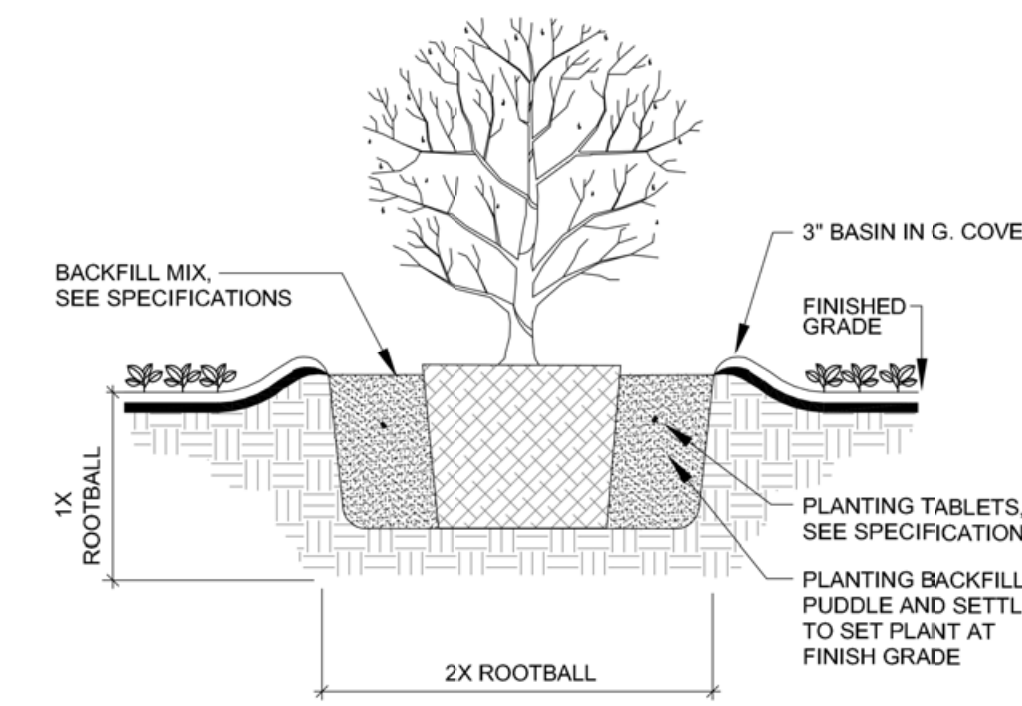 3" BASIN IN G. COVE
BACKFILL MIX,
SEE SPECIFICATIONS
FINISHED
GRADE
1X
ROOTBALL
PLANTING TABLETS,
SEE SPECIFICATION
PLANTING BACKFILL
PUDDLE AND SETTL
TO SET PLANT AT
FINISH GRADE
2X ROOTBALL